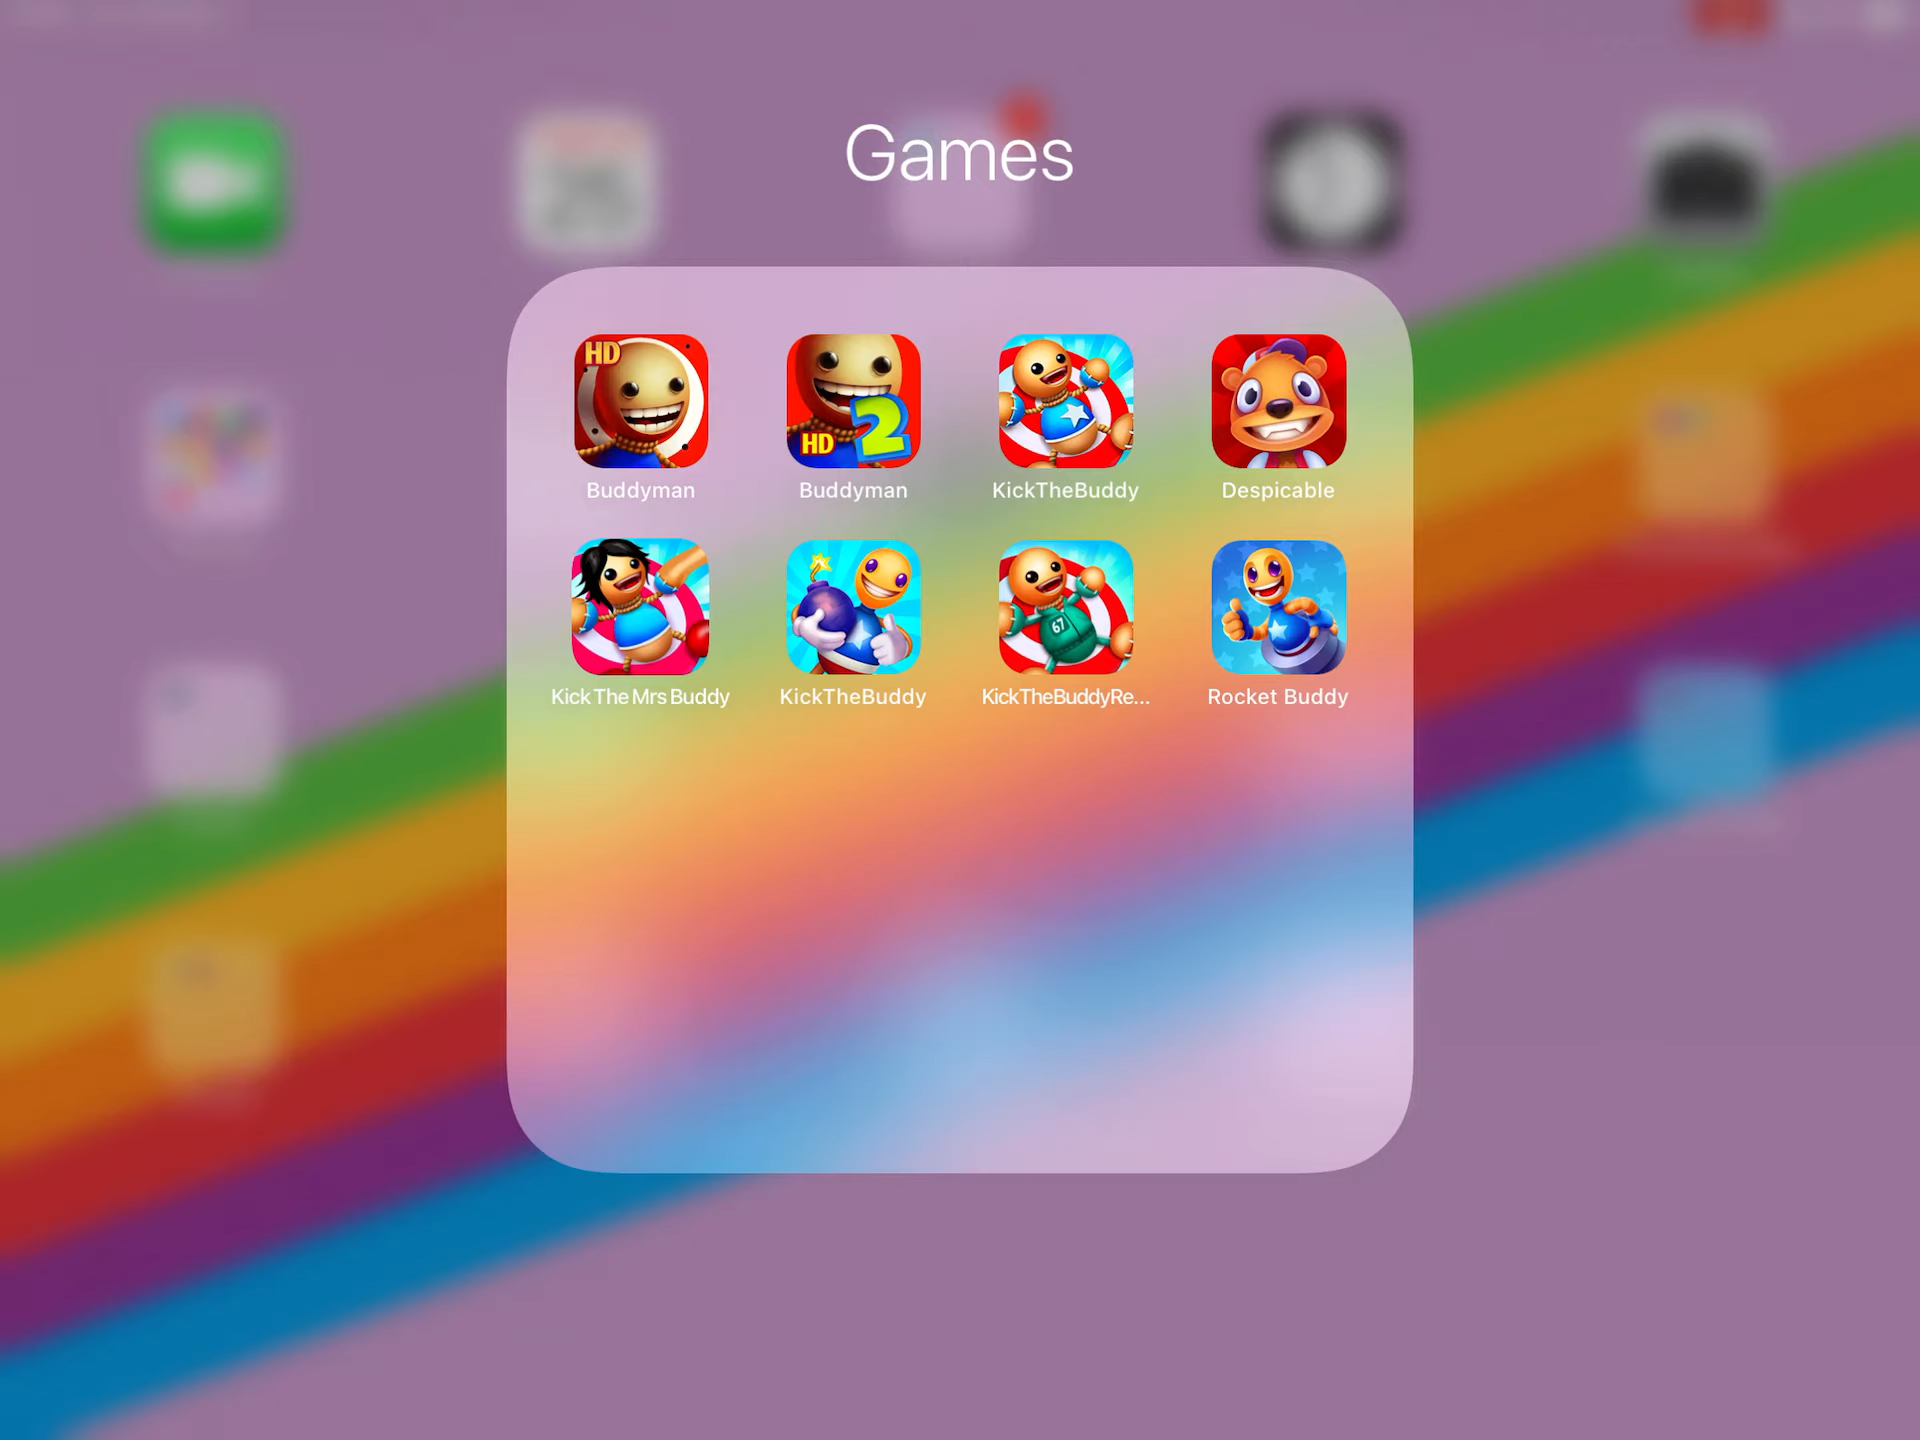 Games
HD
HD
2
Buddyman
Buddyman
KickTheBuddy
Despicable
67
Kick The Mrs Buddy
KickTheBuddy
KickTheBuddyRe...
Rocket Buddy